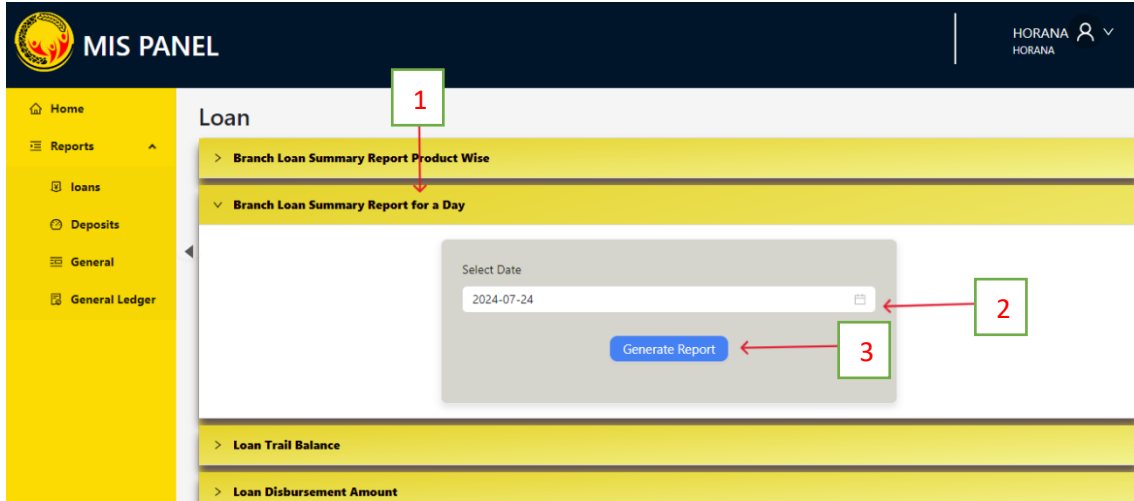 MIS PANEL
HORANA
HORANA
Home
Reports
loans
Deposits
General
General Ledger
Loan
1
Branch Loan Summary Report Product Wise
Branch Loan Summary Report for a Day
Select Date
2024-07-24
2
Generate Report
3
Loan Trail Balance
Loan Disbursement Amount